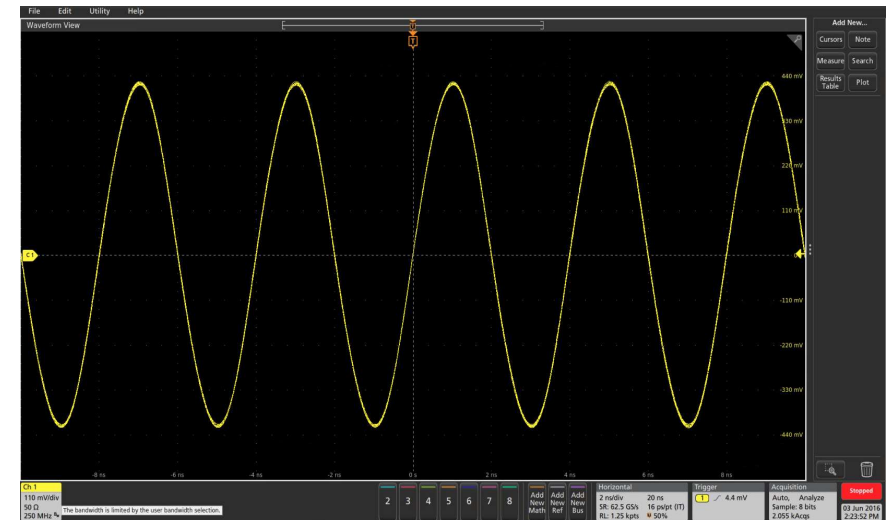 File Edit Utility Help
Waveform View
Add New...
T
Cursors Note
Measure Search
Results Table Plot
440 mV
330 mV
220 mV
110 mV
C1
-110 mV
-220 mV
-330 mV
-440 mV
-8 ns -6 ns -4 ns -2 ns 0 s 2 ns 4 ns 6 ns 8 ns
Ch 1
110 mV/div
50 Ω
250 MHz
The bandwidth is limited by the user bandwidth selection.
2 3 4 5 6 7 8
Add New Math
Add New Ref
Add New Bus
Horizontal
2 ns/div 20 ns
SR: 62.5 GS/s 16 ps/pt (IT)
RL: 1.25 kpts 50%
Trigger
1 4.4 mV
Acquisition
Auto, Analyze
Sample: 8 bits
2.055 kAcqs
Stopped
03 Jun 2016
2:23:52 PM